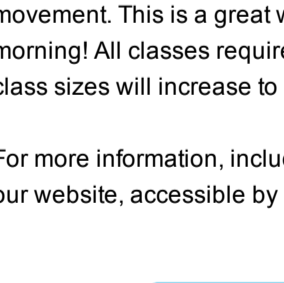 movement. This is a great
morning! All classes require
class sizes will increase to
For more information,
our website, accessible by